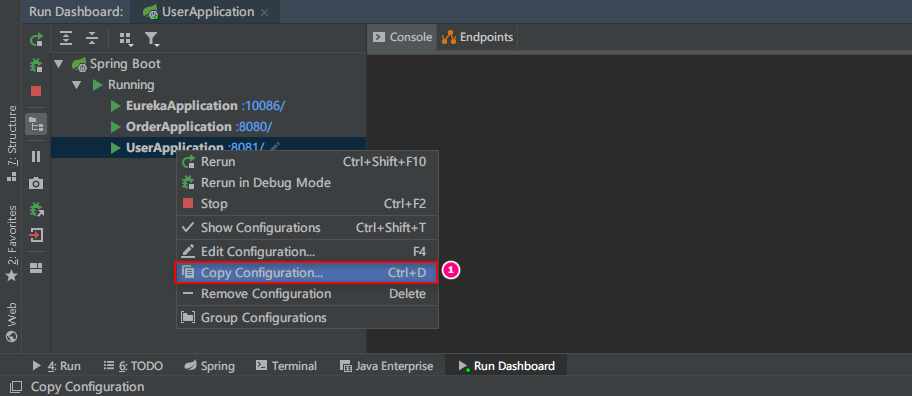 Run Dashboard: UserApplication
Console Endpoints
Spring Boot
Running
EurekaApplication :10086/
OrderApplication :8080/
UserApplication :8081/
Rerun Ctrl+Shift+F10
Rerun in Debug Mode
Stop Ctrl+F2
Show Configurations Ctrl+Shift+T
Edit Configuration... F4
Copy Configuration... Ctrl+D
1
Remove Configuration Delete
Group Configurations
7: Structure
2: Favorites
Web
4: Run 6: TODO Spring Terminal Java Enterprise Run Dashboard
Copy Configuration